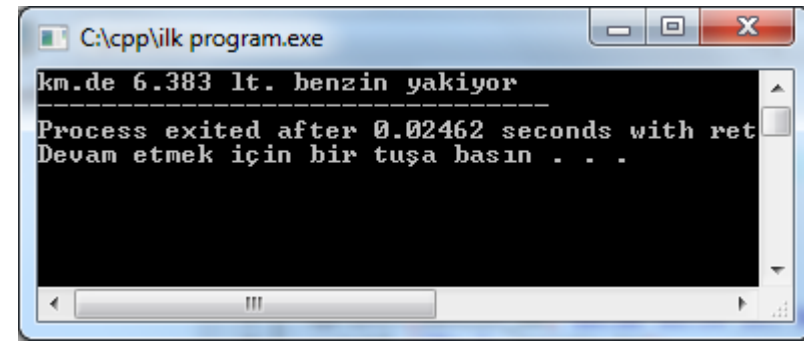 C:\cpp\ilk program.exe
km.de 6.383 lt. benzin yakiyor
--------------------------------
Process exited after 0.02462 seconds with ret
Devam etmek için bir tuşa basın . . .